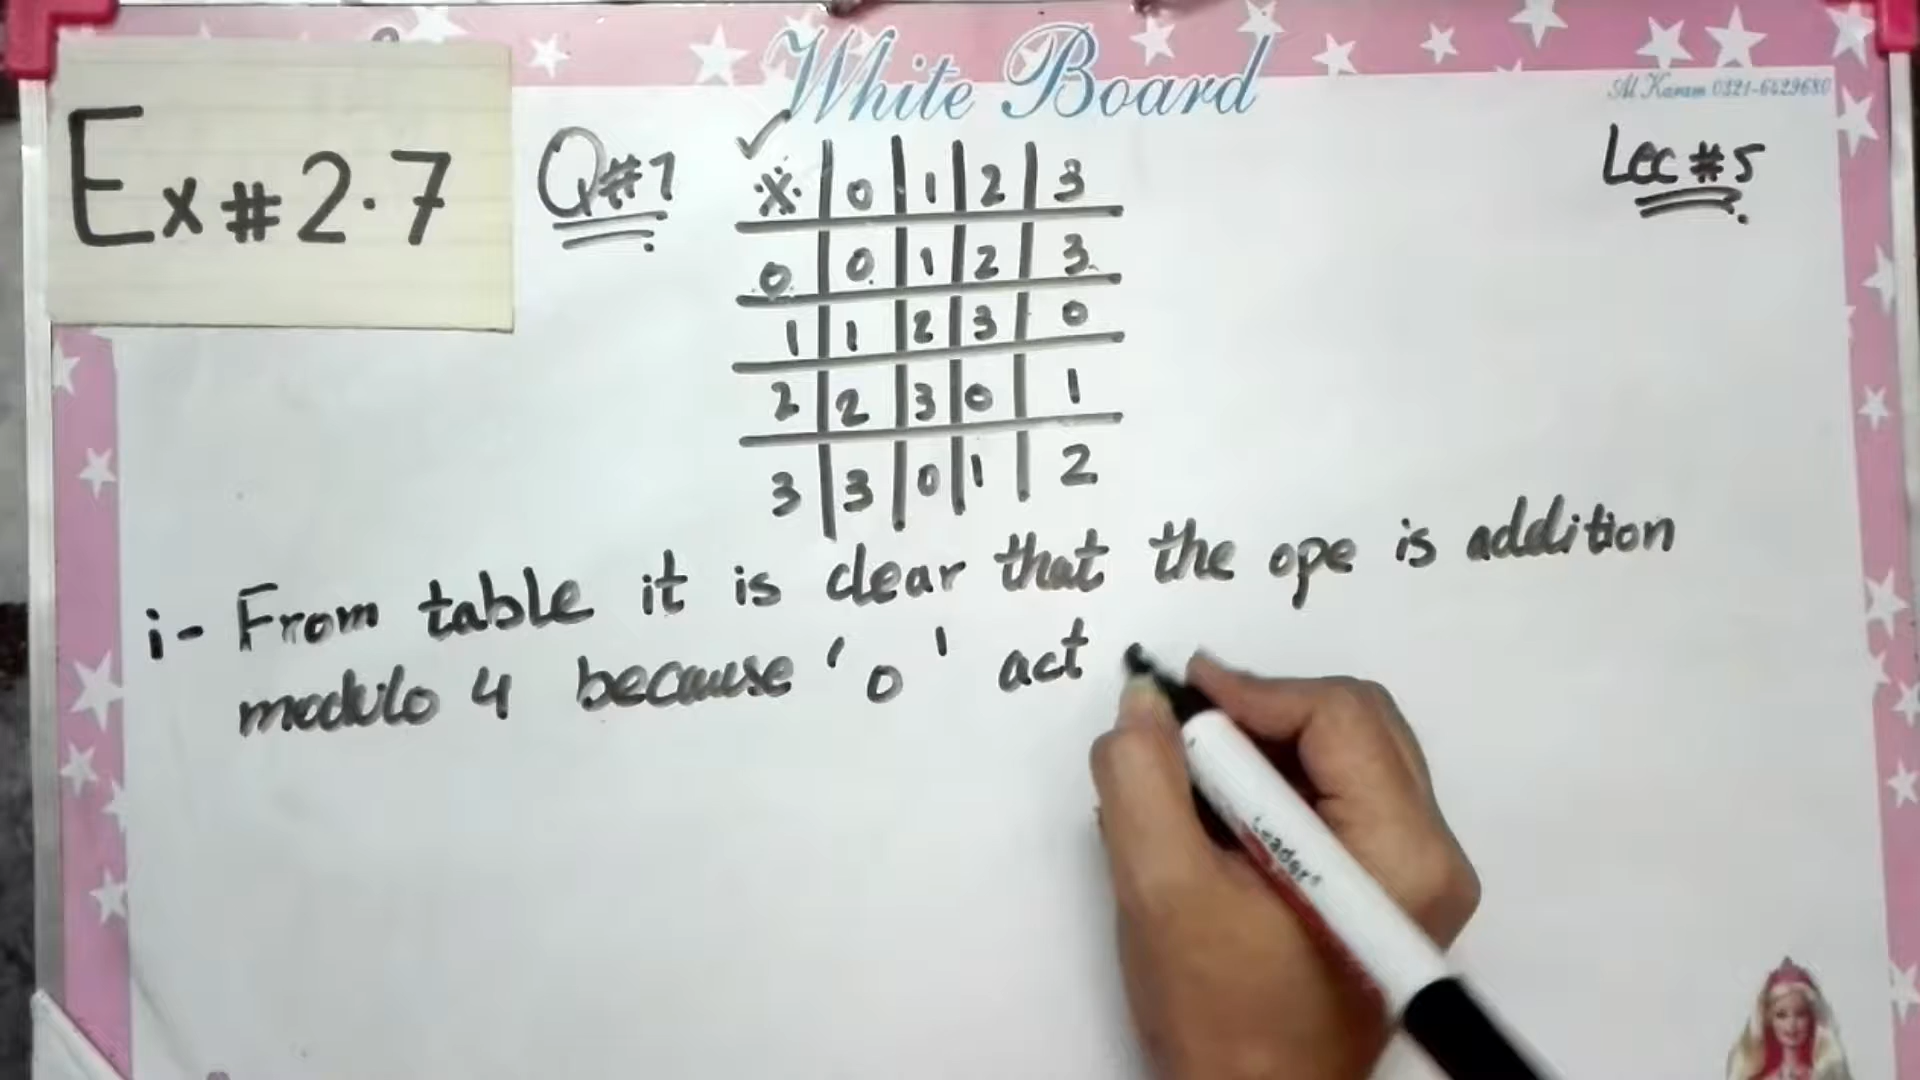 White Board
Al Karam 0321-6429680
Ex # 2.7
Q#1
Lec # 5
※ 0 1 2 3
0 0 1 2 3
1 1 2 3 0
2 2 3 0 1
3 3 0 1 2
i- From table it is clear that the ope is addition
modulo 4 because '0' act
Leader